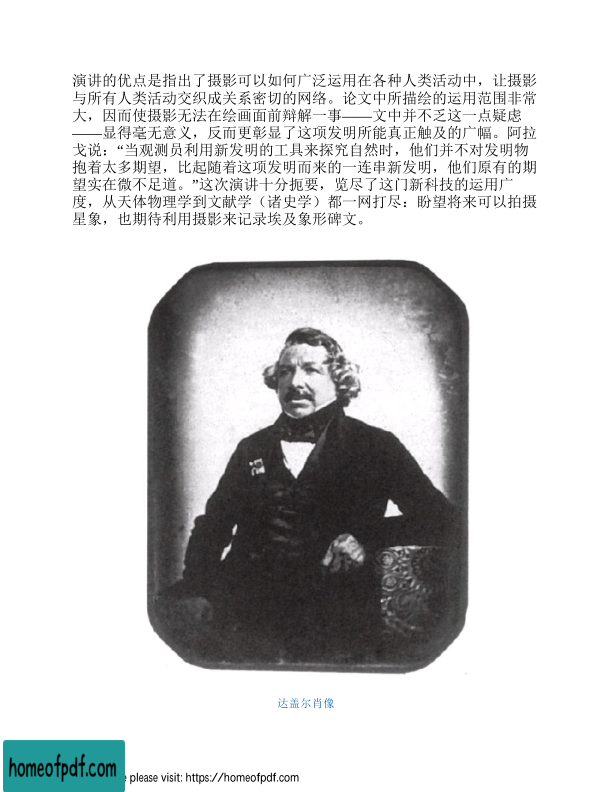 演讲的优点是指出了摄影可以如何广泛运用在各种人类活动中，让摄影
与所有人类活动交织成关系密切的网络。论文中所描绘的运用范围非常
大，因而使摄影无法在绘画面前辩解一事——文中并不乏这一点疑虑
——显得毫无意义，反而更彰显了这项发明所能真正触及的广幅。阿拉
戈说：“当观测员利用新发明的工具来探究自然时，他们并不对发明物
抱着太多期望，比起随着这项发明而来的一连串新发明，他们原有的期
望实在微不足道。”这次演讲十分扼要，览尽了这门新科技的运用广
度，从天体物理学到文献学（诸史学）都一网打尽：盼望将来可以拍摄
星象，也期待利用摄影来记录埃及象形碑文。
达盖尔肖像
homeofpdf.com
e please visit: https://homeofpdf.com